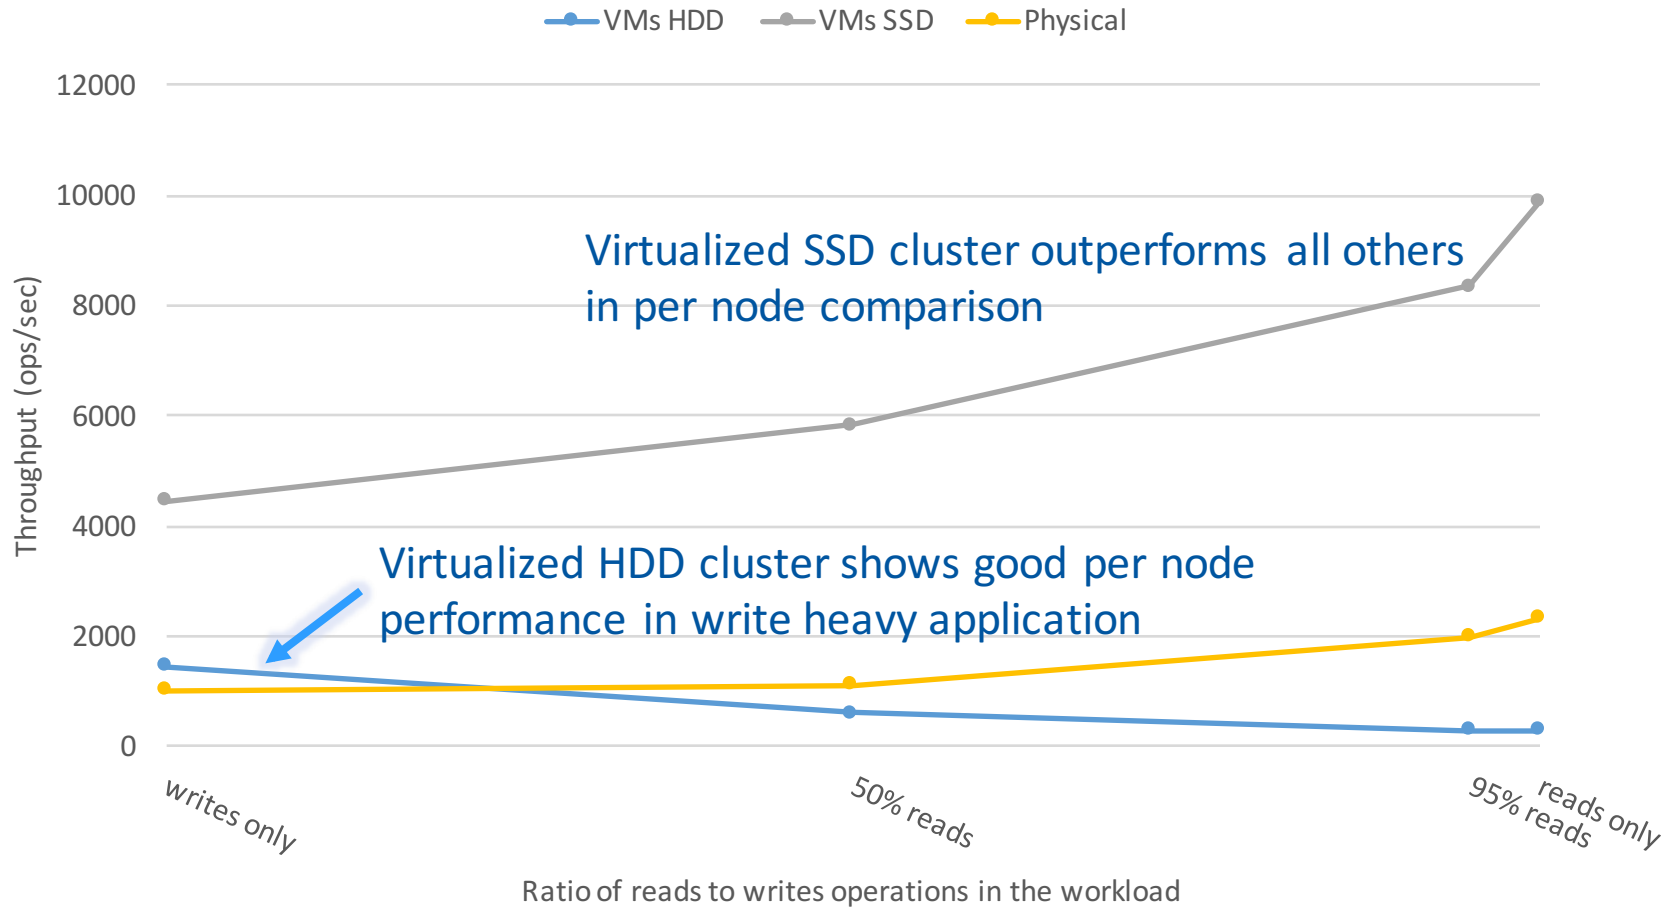 VMs HDD VMs SSD Physical
12000
10000
8000
6000
4000
2000
0
Throughput (ops/sec)
Virtualized SSD cluster outperforms all others
in per node comparison
Virtualized HDD cluster shows good per node
performance in write heavy application
writes only
50% reads
95% reads
reads only
Ratio of reads to writes operations in the workload